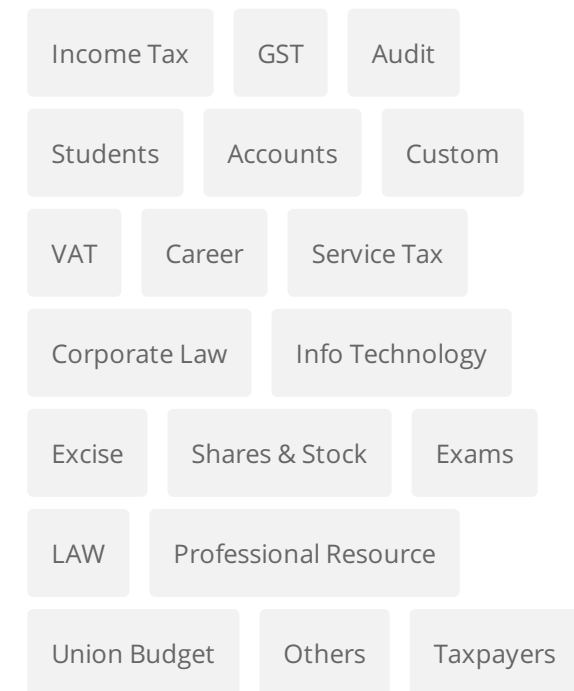 Income Tax GST Audit
Students Accounts Custom
VAT Career Service Tax
Corporate Law Info Technology
Excise Shares & Stock Exams
LAW Professional Resource
Union Budget Others Taxpayers